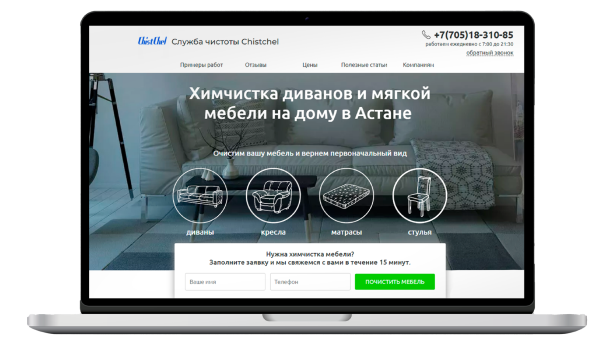 ChistChel Служба чистоты Chistchel
+7(705)18-310-85
работаем ежедневно с 7:00 до 21:30
обратный звонок
Примеры работ Отзывы Цены Полезные статьи Компаниям
Химчистка диванов и мягкой
мебели на дому в Астане
Очистим вашу мебель и вернем первоначальный вид
диваны кресла матрасы стулья
Нужна химчистка мебели?
Заполните заявку и мы свяжемся с вами в течение 15 минут.
Ваше имя Телефон ПОЧИСТИТЬ МЕБЕЛЬ